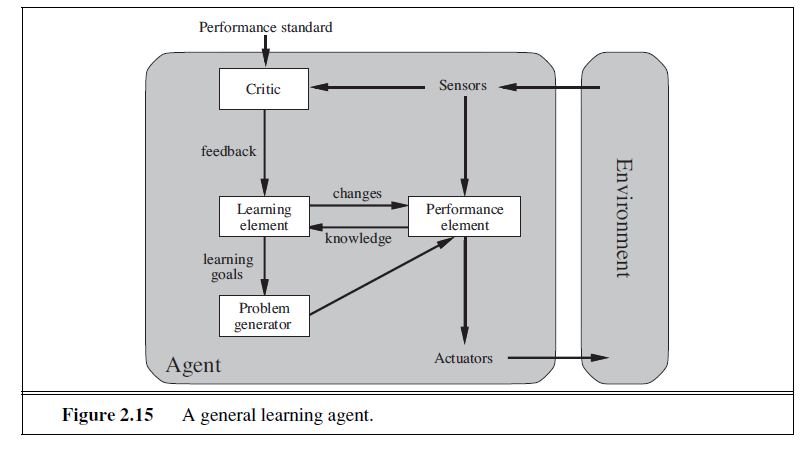 Performance standard
Critic
Sensors
feedback
changes
Learning
element
Performance
element
knowledge
learning
goals
Problem
generator
Agent
Actuators
Environment
Figure 2.15 A general learning agent.